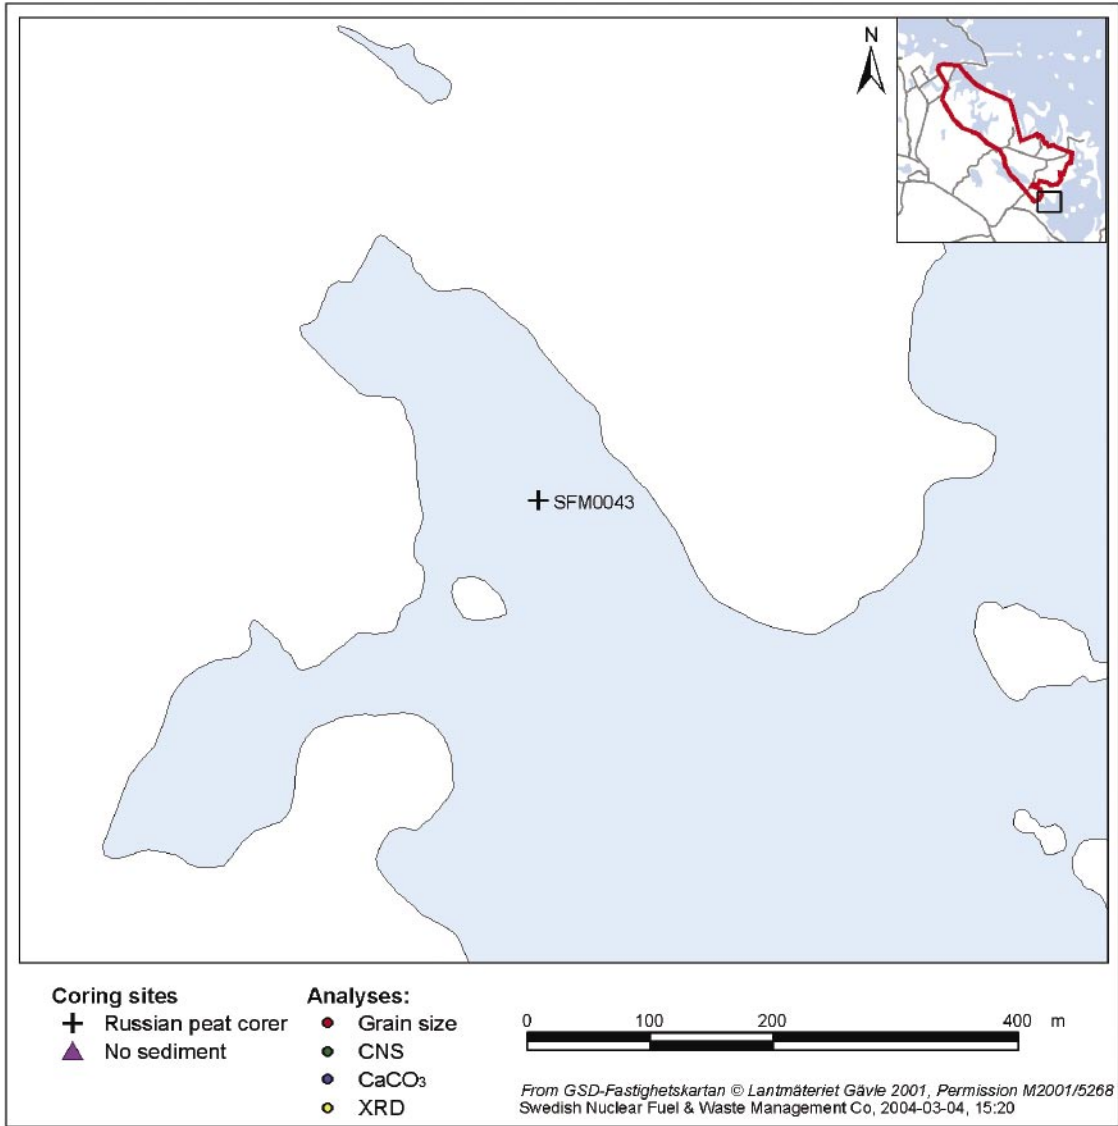 N
SFM0043
Coring sites
Russian peat corer
No sediment
Analyses:
Grain size
CNS
CaCO₃
XRD
0 100 200 400 m
From GSD-Fastighetskartan © Lantmäteriet Gävle 2001, Permission M2001/5268
Swedish Nuclear Fuel & Waste Management Co, 2004-03-04, 15:20